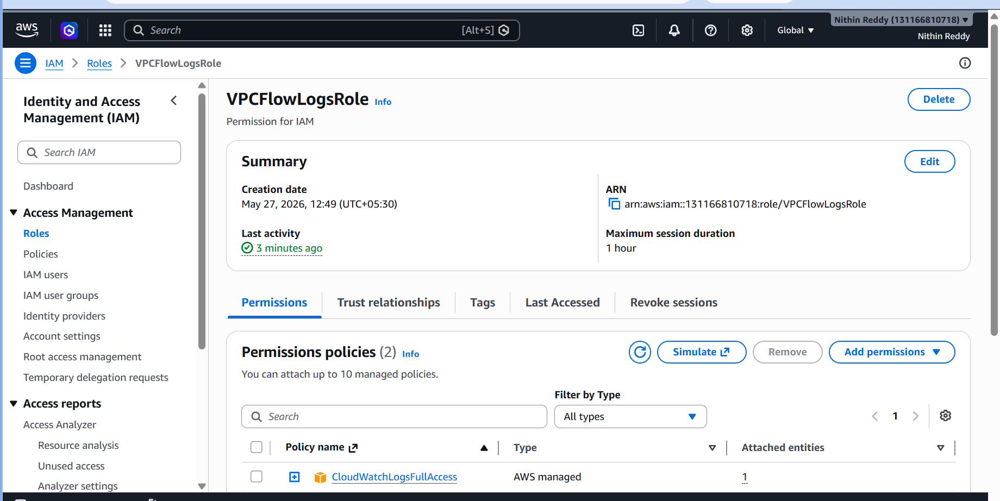 aws
Search
[Alt+S]
Global
Nithin Reddy (131166810718)
Nithin Reddy
IAM
Roles
VPCFlowLogsRole
Identity and Access
Management (IAM)
Search IAM
Dashboard
Access Management
Roles
Policies
IAM users
IAM user groups
Identity providers
Account settings
Root access management
Temporary delegation requests
Access reports
Access Analyzer
Resource analysis
Unused access
Analyzer settings
VPCFlowLogsRole Info
Delete
Permission for IAM
Summary
Edit
Creation date
May 27, 2026, 12:49 (UTC+05:30)
ARN
arn:aws:iam::131166810718:role/VPCFlowLogsRole
Last activity
3 minutes ago
Maximum session duration
1 hour
Permissions
Trust relationships
Tags
Last Accessed
Revoke sessions
Permissions policies (2) Info
Simulate
Remove
Add permissions
You can attach up to 10 managed policies.
Filter by Type
Search
All types
1
Policy name
Type
Attached entities
CloudWatchLogsFullAccess
AWS managed
1